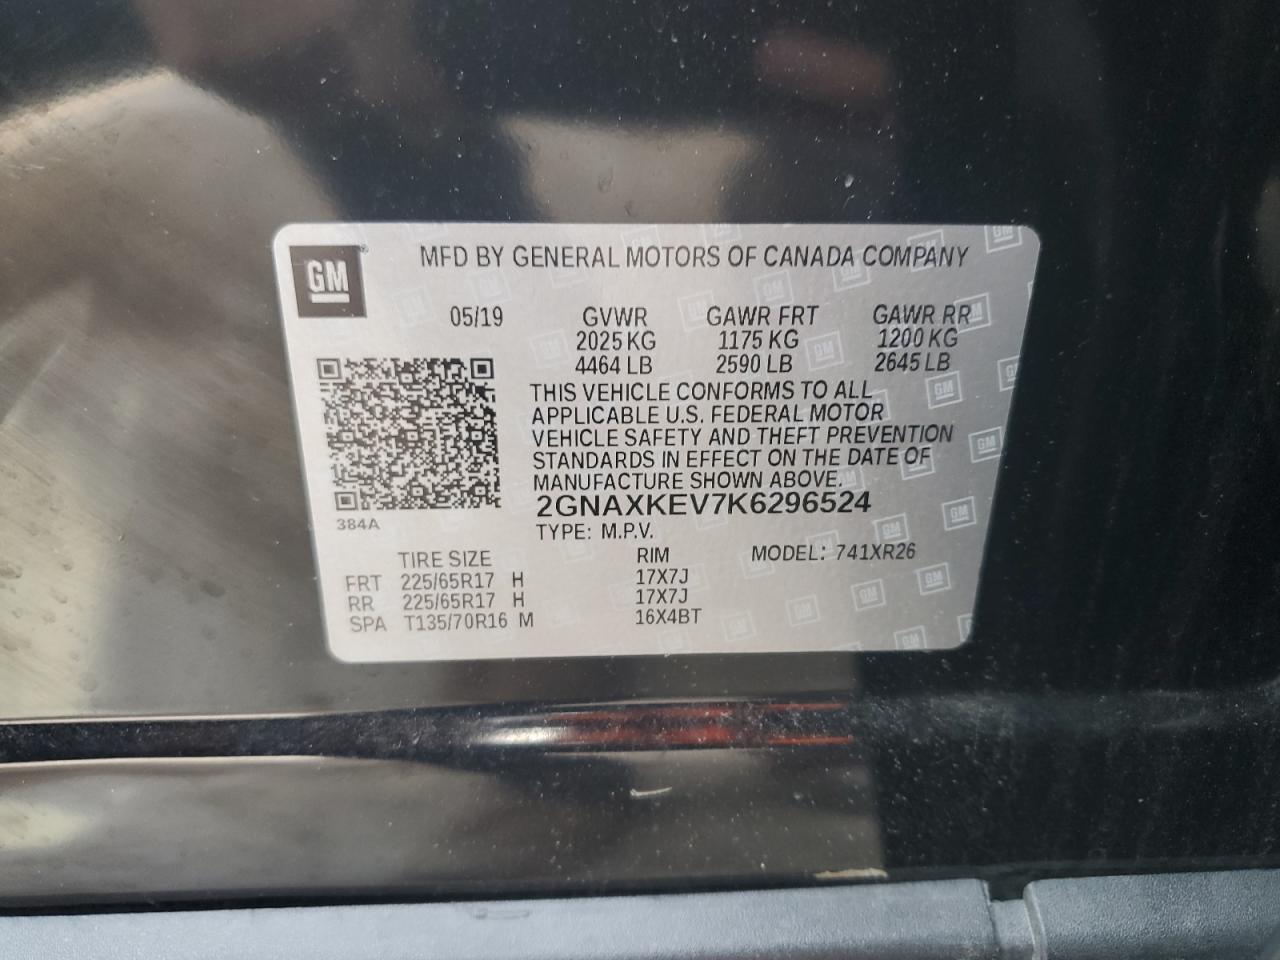 GM
MFD BY GENERAL MOTORS OF CANADA COMPANY
05/19 GVWR GAWR FRT GAWR RR
2025 KG 1175 KG 1200 KG
4464 LB 2590 LB 2645 LB
THIS VEHICLE CONFORMS TO ALL
APPLICABLE U.S. FEDERAL MOTOR
VEHICLE SAFETY AND THEFT PREVENTION
STANDARDS IN EFFECT ON THE DATE OF
MANUFACTURE SHOWN ABOVE.
2GNAXKEV7K6296524
384A
TYPE: M.P.V.
TIRE SIZE RIM MODEL: 741XR26
FRT 225/65R17 H 17X7J
RR 225/65R17 H 17X7J
SPA T135/70R16 M 16X4BT